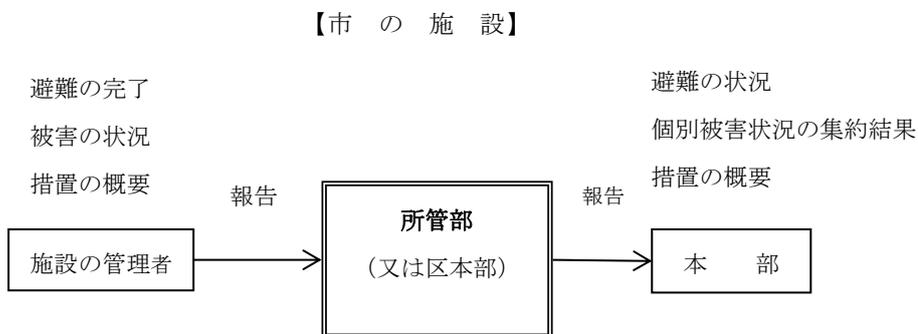 【市　の　施　設】
避難の完了
被害の状況
措置の概要
避難の状況
個別被害状況の集約結果
措置の概要
報告
報告
施設の管理者
所管部
（又は区本部）
本　　部